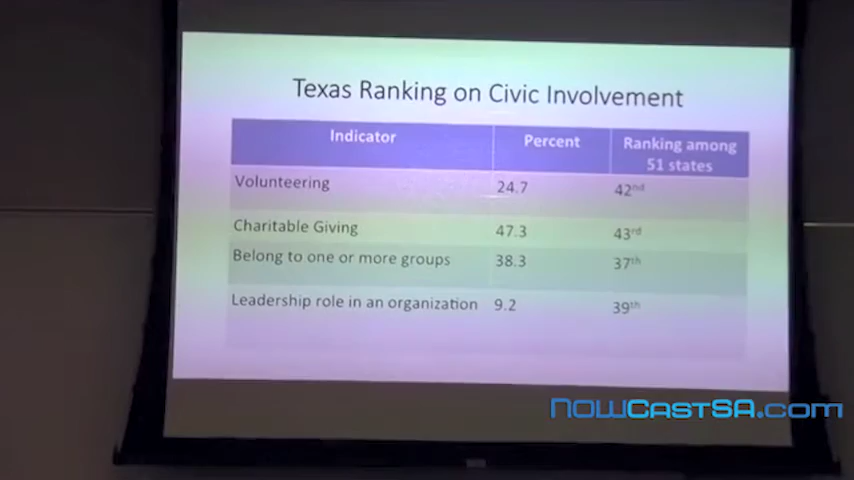 Texas Ranking on Civic Involvement
Indicator Percent Ranking among
51 states
Volunteering 24.7 42nd
Charitable Giving 47.3 43rd
Belong to one or more groups 38.3 37th
Leadership role in an organization 9.2 39th
NOWCASTSA.COM